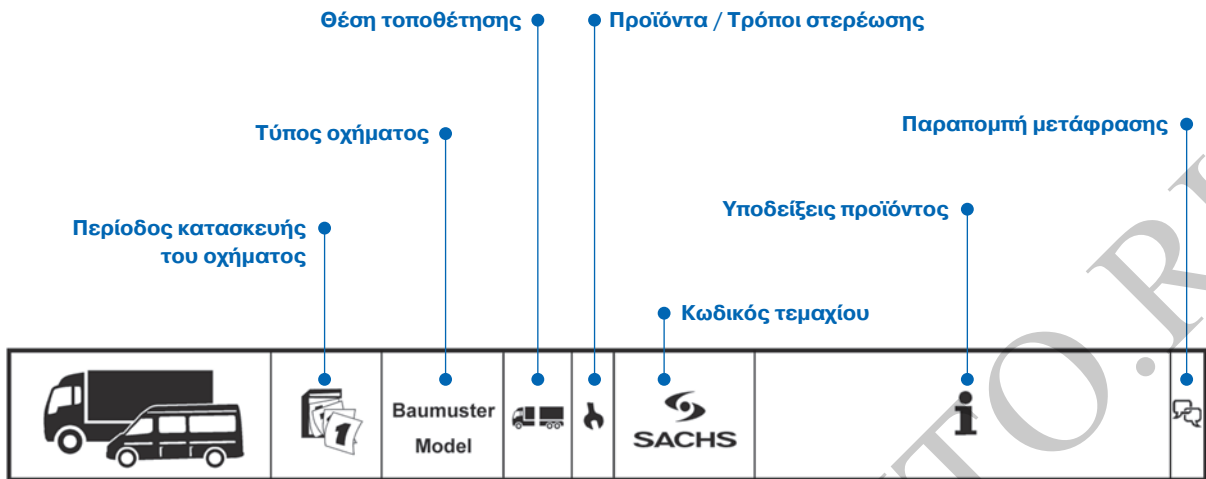 Θέση τοποθέτησης
Προϊόντα / Τρόποι στερέωσης
Τύπος οχήματος
Παραπομπή μετάφρασης
Περίοδος κατασκευής
του οχήματος
Υποδείξεις προϊόντος
Κωδικός τεμαχίου
1
Baumuster
Model
SACHS
i